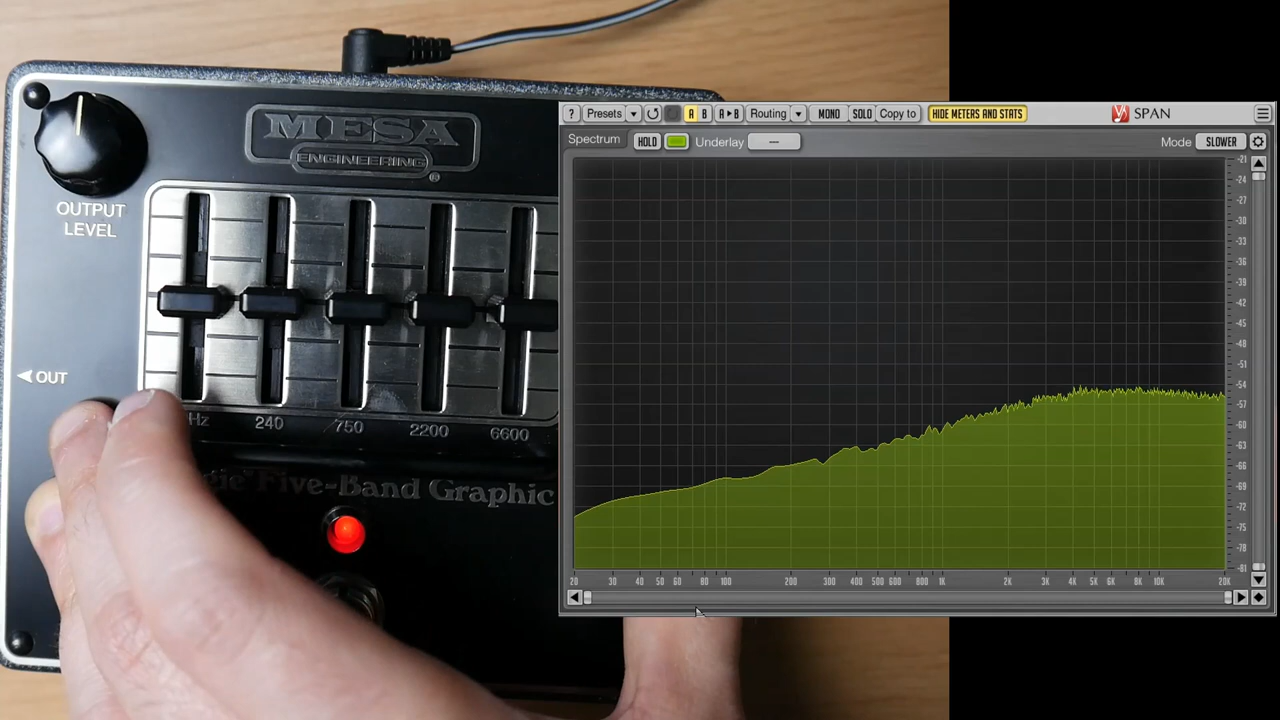 MESA
ENGINEERING
®
OUTPUT
LEVEL
OUT
Hz 240 750 2200 6600
gie Five-Band Graphic
? Presets A B A B Routing MONO SOLO Copy to HIDE METERS AND STATS SPAN
Spectrum HOLD Underlay --- Mode SLOWER
-21
-24
-27
-30
-33
-36
-39
-42
-45
-48
-51
-54
-57
-60
-63
-66
-69
-72
-75
-78
-81
20 30 40 50 60 80 100 200 300 400 500 600 800 1K 2K 3K 4K 5K 6K 8K 10K 20K